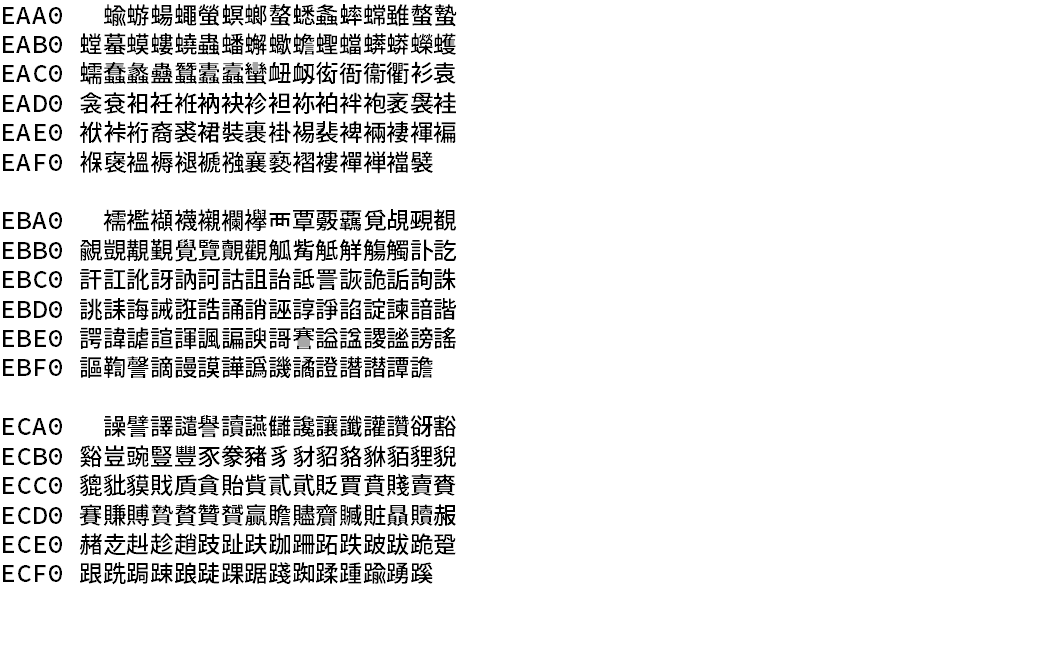 EAA0 蝓蝣蝪蠅螢螟螂螯蟋螽蟀蟐雖螫蟄
EAB0 螳蟇蟆螻蟯蟲蟠蠏蠍蟾蟶蟷蠎蟒蠑蠖
EAC0 蠕蠢蠡蠱蠶蠹蠧蠻衄衂衒衙衞衢衫袁
EAD0 衾袞衵衽袵衲袂袗袒袮袙袢袍袤袰袿
EAE0 袱裃裄裔裘裙裝裹褂裼裴裨裲褄褌褊
EAF0 褓襃褞褥褪褫襁襄褻褶褸襌褝襠襞
EBA0 襦襤襭襪襯襴襷襾覃覈覊覓覘覡覩
EBB0 覦覬覯覲覺覽覿觀觚觜觝觧觴觸訃訖
EBC0 訐訌訛訝訥訶詁詛詒詆詈詼詭詬詢誅
EBD0 誂誄誨誡誑誥誦誚誣諄諍諂諚諫諳諧
EBE0 諤諱謔諠諢諷諞諛謌謇謚諡謖謐謗謠
EBF0 謳鞫謦謫謾謨譁譌譏譎證譖譛譚譫
ECA0 譟譬譯譴譽讀讌讎讒讓讖讙讚谺豁
ECB0 谿豈豌豎豐豕豢豬豸豺貂貉貅貊貍貎
ECC0 貔豼貘戝貭貪貽貲貳貮貶賈賁賤賣賚
ECD0 賽賺賻贄贅贊贇贏贍贐齎贓賍贔贖赧
ECE0 赭赱赳趁趙跂趾趺跏跚跖跌跛跋跪跫
ECF0 跟跣跼踈踉跿踝踞踐踟蹂踵踰踴蹊